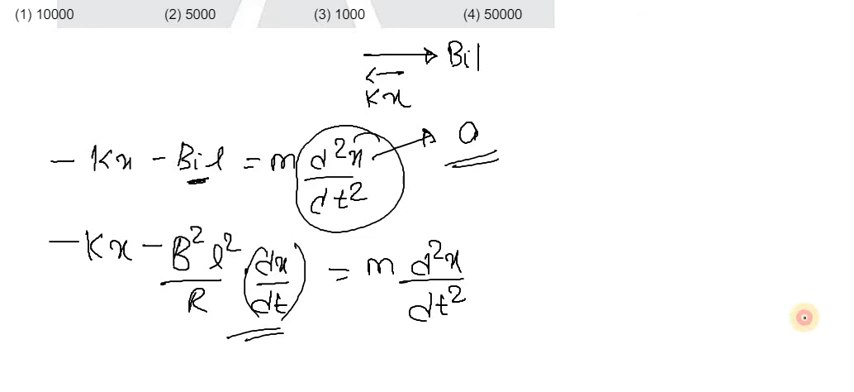 (1) 10000 (2) 5000 (3) 1000 (4) 50000
Bil
Kx
- Kx - Bil = m d²x/dt² → 0
- Kx - B²l²/R (dx/dt) = m d²x/dt²